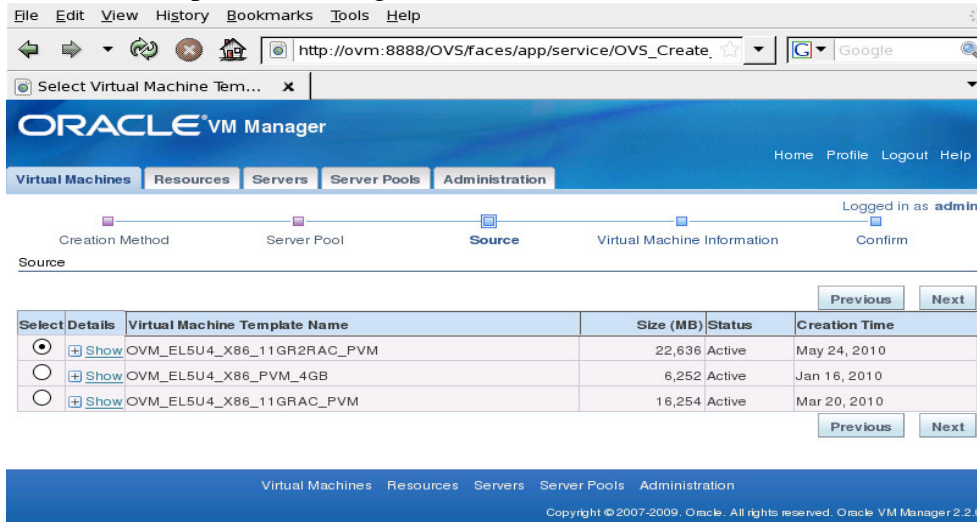 File Edit View History Bookmarks Tools Help
http://ovm:8888/OVS/faces/app/service/OVS_Create_
G Google
Select Virtual Machine Tem...
ORACLE VM Manager
Home Profile Logout Help
Virtual Machines Resources Servers Server Pools Administration
Logged in as admin
Creation Method Server Pool Source Virtual Machine Information Confirm
Source
Previous Next
Select Details Virtual Machine Template Name Size (MB) Status Creation Time
Show OVM_EL5U4_X86_11GR2RAC_PVM 22,636 Active May 24, 2010
Show OVM_EL5U4_X86_PVM_4GB 6,252 Active Jan 16, 2010
Show OVM_EL5U4_X86_11GRAC_PVM 16,254 Active Mar 20, 2010
Previous Next
Virtual Machines Resources Servers Server Pools Administration
Copyright ©2007-2009. Oracle. All rights reserved. Oracle VM Manager 2.2.